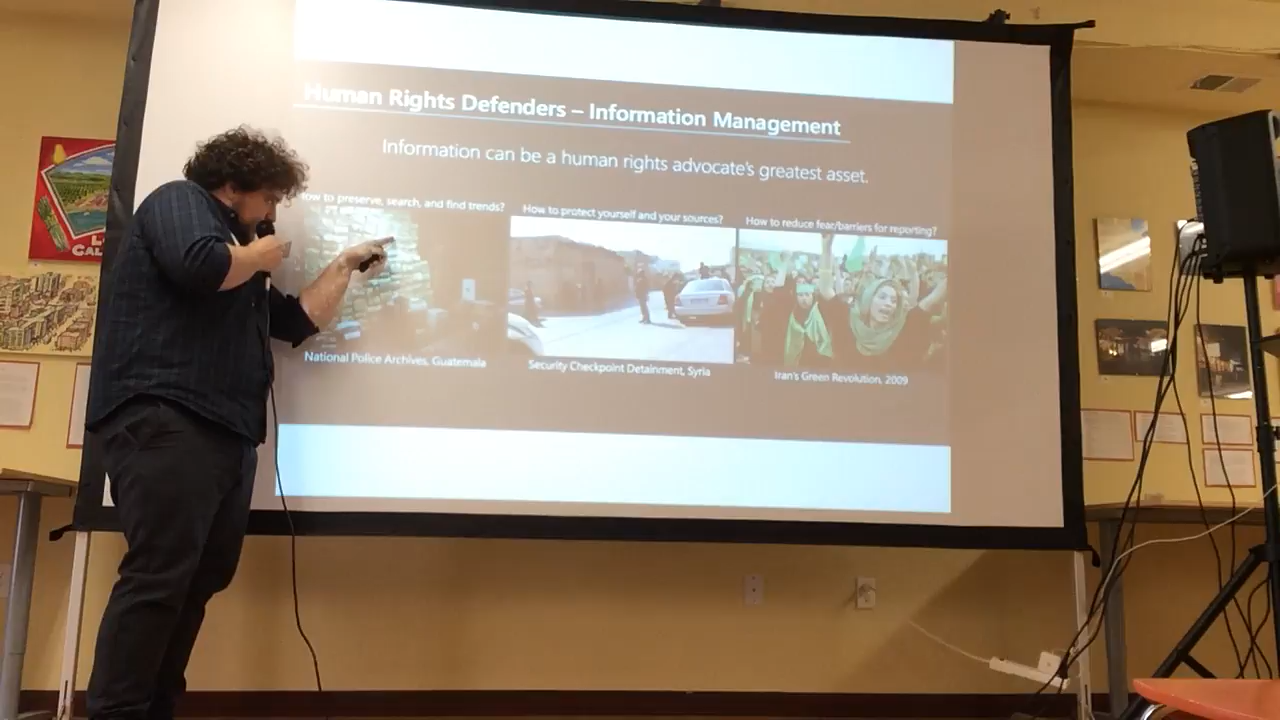 Human Rights Defenders – Information Management
Information can be a human rights advocate's greatest asset.
How to preserve, search, and find trends?
How to protect yourself and your sources?
How to reduce fear/barriers for reporting?
National Police Archives, Guatemala
Security Checkpoint Detainment, Syria
Iran's Green Revolution, 2009